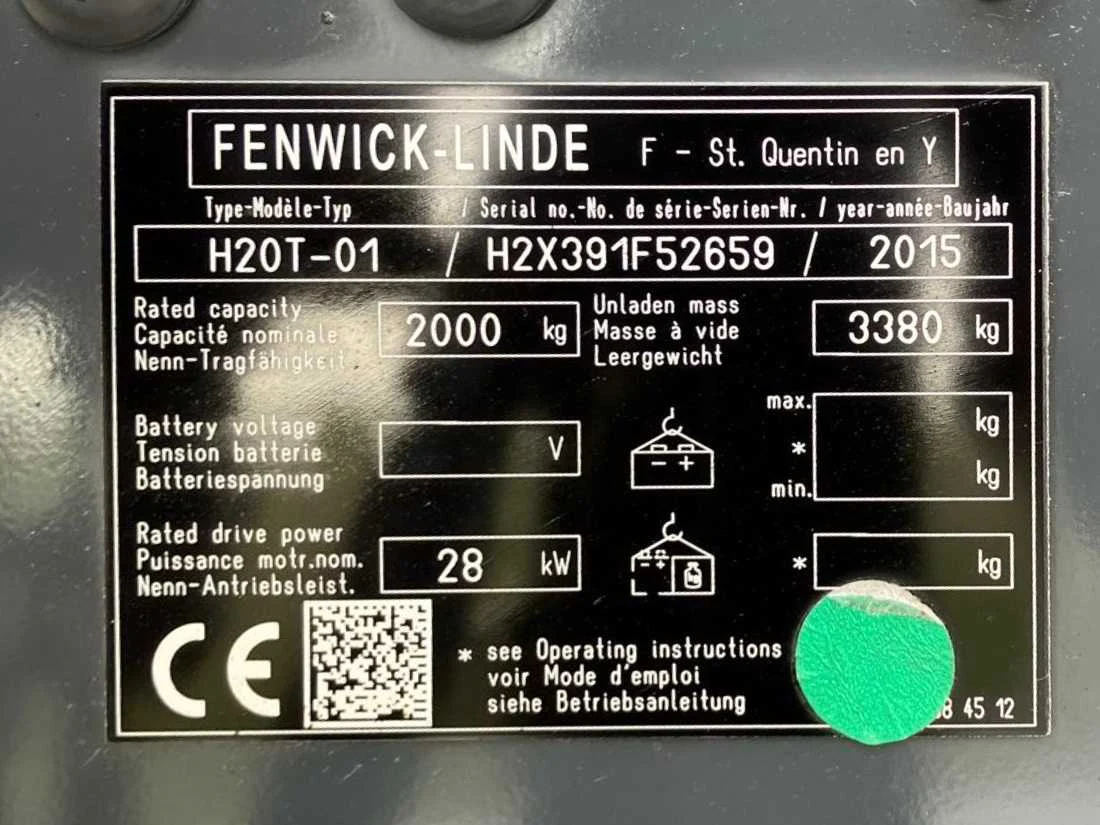 FENWICK-LINDE F - St. Quentin en Y
Type-Modèle-Typ / Serial no.-No. de série-Serien-Nr. / year-année-Baujahr
H20T-01 / H2X391F52659 / 2015
Rated capacity
Capacité nominale
Nenn-Tragfähigkeit
2000 kg
Unladen mass
Masse à vide
Leergewicht
3380 kg
Battery voltage
Tension batterie
Batteriespannung
V
- +
max.
*
min.
kg
kg
Rated drive power
Puissance motr.nom.
Nenn-Antriebsleist.
28 kW
- +
kg
*
kg
CE
* see Operating instructions
voir Mode d'emploi
siehe Betriebsanleitung
45 12